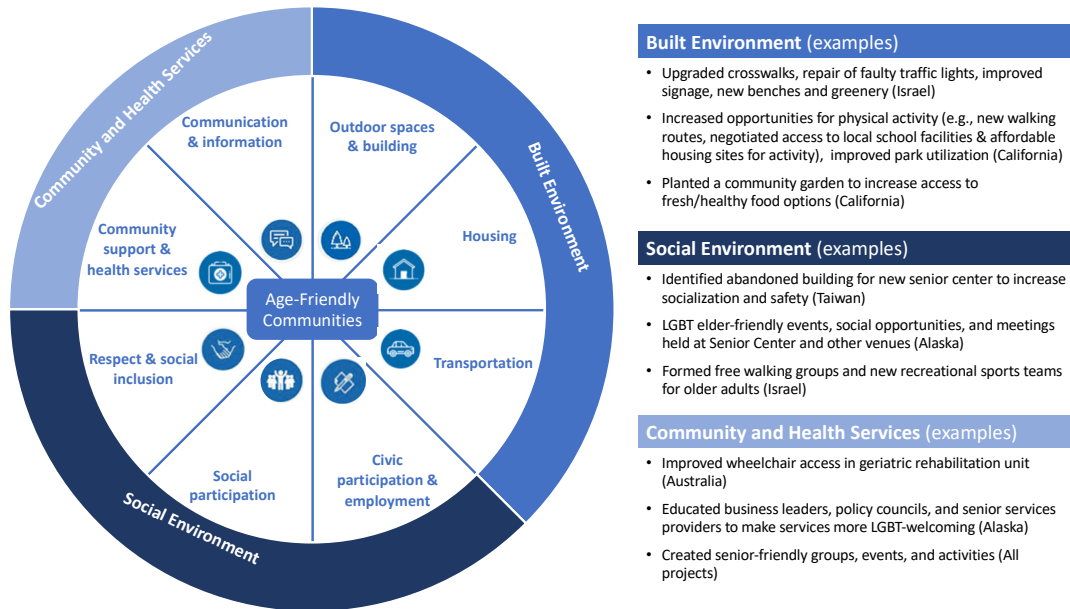 Community and Health Services
Built Environment
Social Environment
Communication
& information
Outdoor spaces
& building
Community
support &
health services
Housing
Age-Friendly
Communities
Respect & social
inclusion
Transportation
Social
participation
Civic
participation &
employment
Built Environment (examples)
• Upgraded crosswalks, repair of faulty traffic lights, improved
signage, new benches and greenery (Israel)
• Increased opportunities for physical activity (e.g., new walking
routes, negotiated access to local school facilities & affordable
housing sites for activity), improved park utilization (California)
• Planted a community garden to increase access to
fresh/healthy food options (California)
Social Environment (examples)
• Identified abandoned building for new senior center to increase
socialization and safety (Taiwan)
• LGBT elder-friendly events, social opportunities, and meetings
held at Senior Center and other venues (Alaska)
• Formed free walking groups and new recreational sports teams
for older adults (Israel)
Community and Health Services (examples)
• Improved wheelchair access in geriatric rehabilitation unit
(Australia)
• Educated business leaders, policy councils, and senior services
providers to make services more LGBT-welcoming (Alaska)
• Created senior-friendly groups, events, and activities (All
projects)